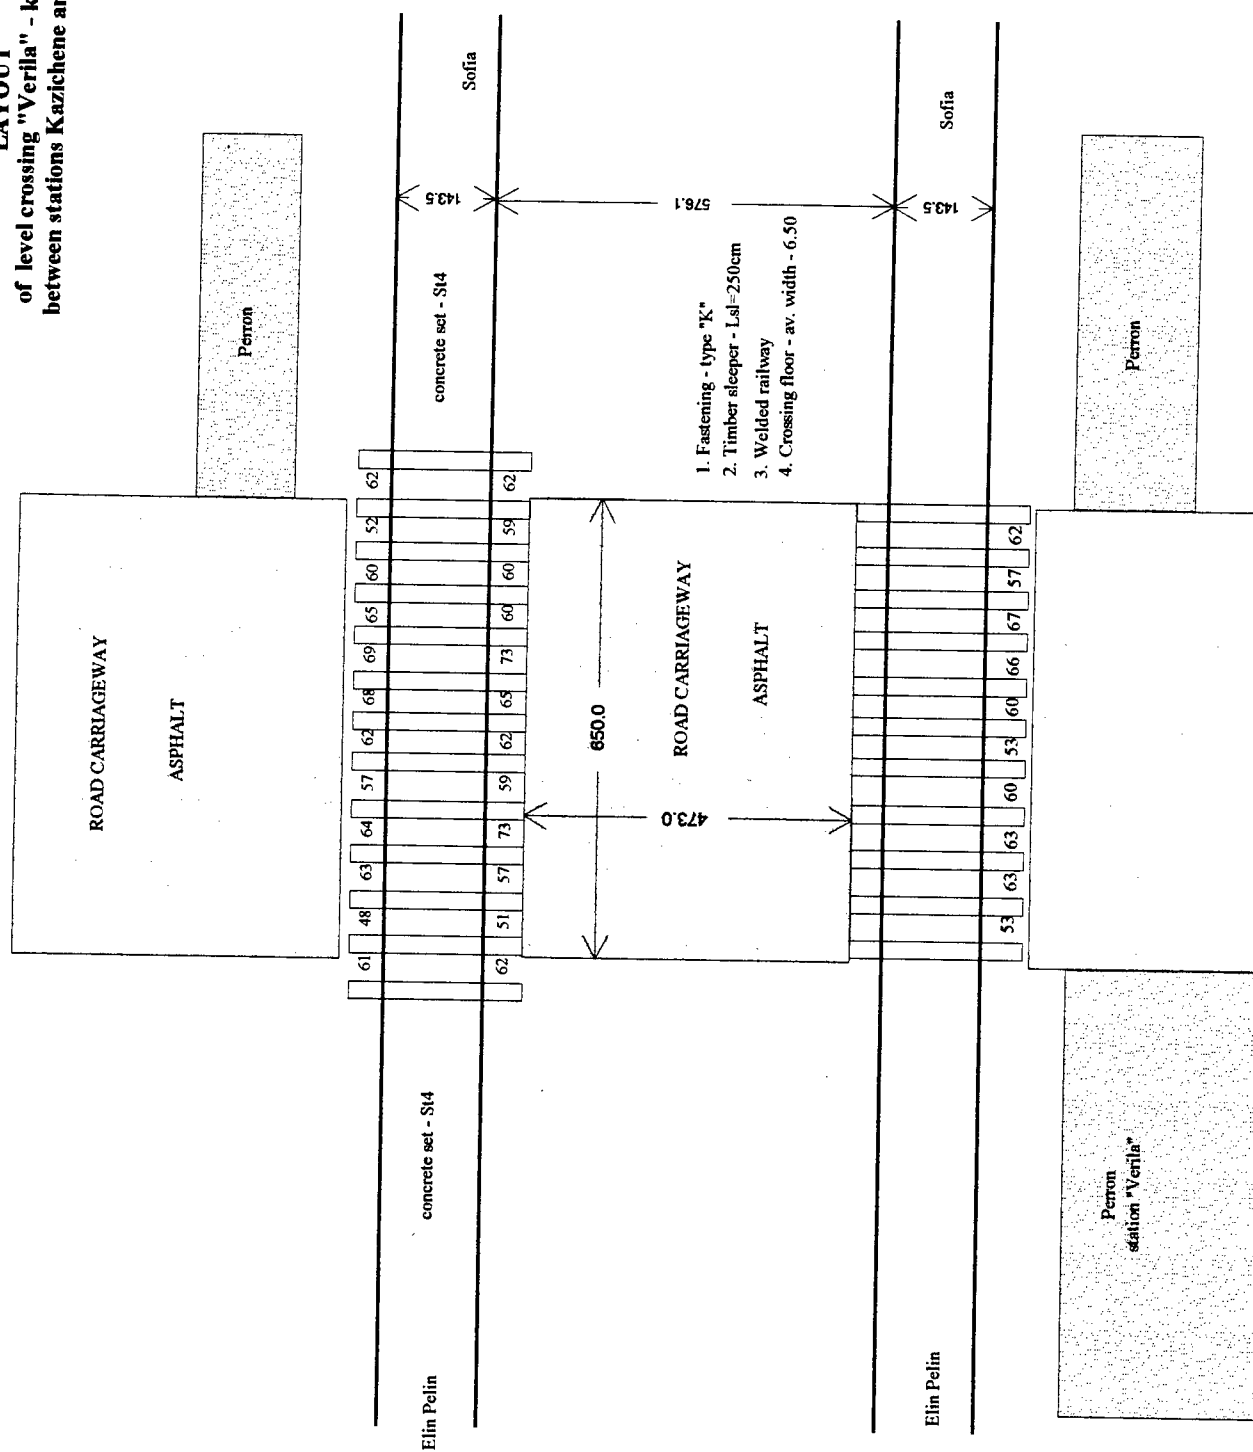 LAYOUT
of level crossing "Verila" - k
between stations Kazichene
Perron
Sofia
143.5
concrete set - St4
576.1
Sofia
143.5
1. Fastening - type "K"
2. Timber sleeper - Lsl=250cm
3. Welded railway
4. Crossing floor - av. width - 6.50
Perron
ROAD CARRIAGEWAY
ASPHALT
62
52
60
65
69
68
62
57
64
63
48
61
62
59
60
60
73
65
62
59
73
57
51
62
650.0
ROAD CARRIAGEWAY
ASPHALT
473.0
62
57
67
66
60
53
60
63
63
53
concrete set - St4
Elin Pelin
Elin Pelin
Perron
station "Verila"